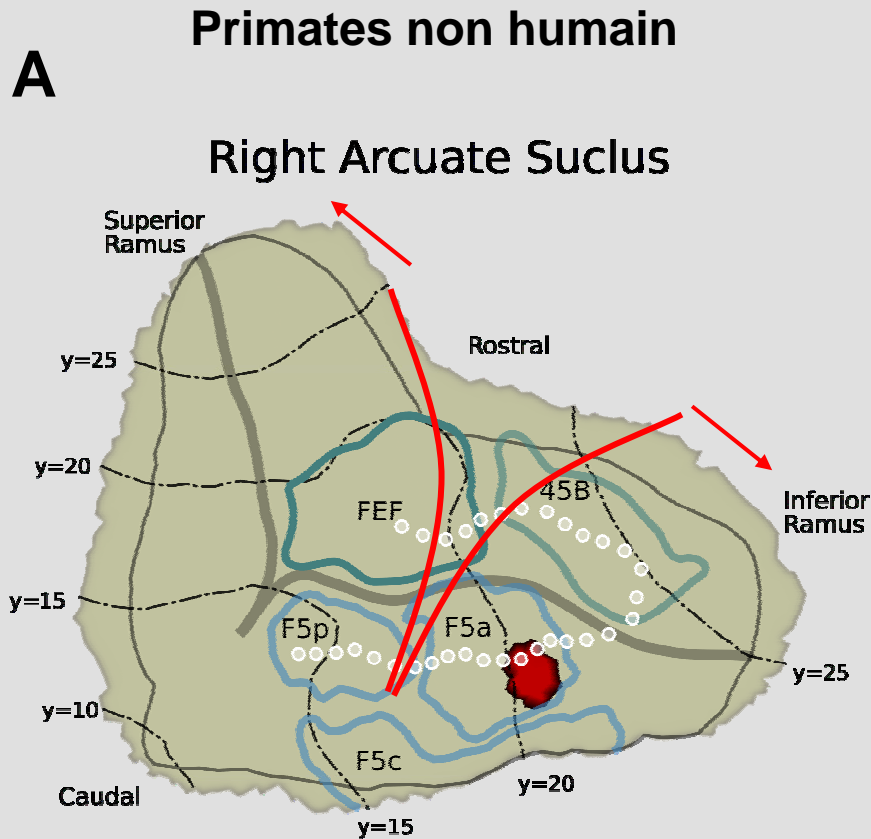 Primates non humain
A
Right Arcuate Suclus
Superior
Ramus
Rostral
y=25
y=20
FEF
45B
Inferior
Ramus
y=15
F5p
F5a
y=25
y=10
F5c
y=20
Caudal
y=15